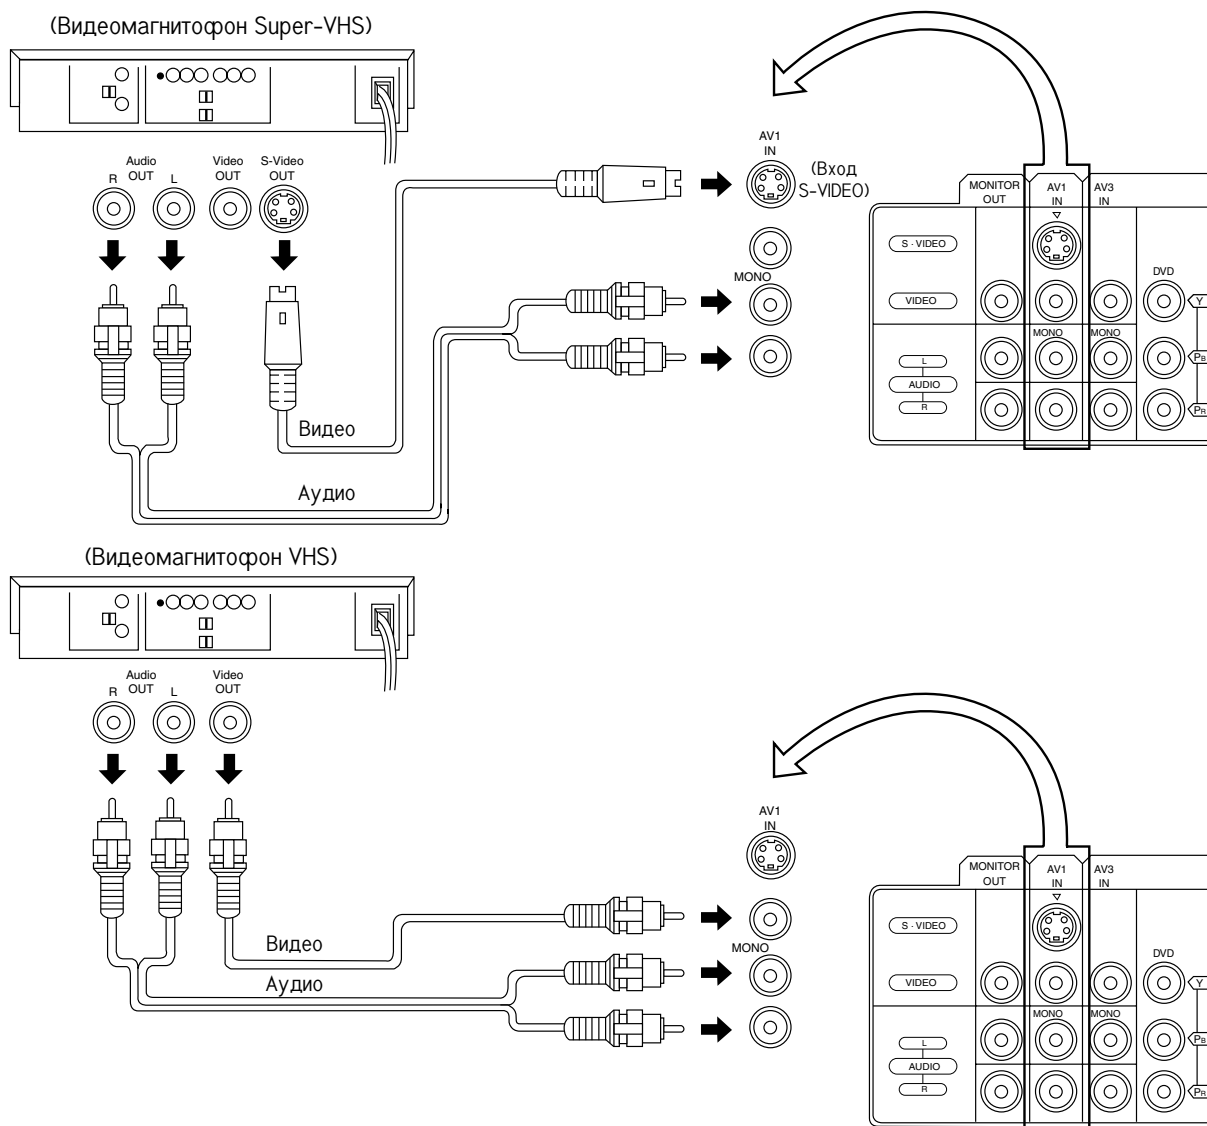 (Видеомагнитофон Super-VHS)
AV1
IN
(Вход
S-VIDEO)
Audio
OUT
R
L
Video
OUT
S-Video
OUT
MONO
Видео
Аудио
MONITOR
OUT
AV1
IN
AV3
IN
S - VIDEO
DVD
VIDEO
Y
MONO
MONO
L
PB
AUDIO
R
PR
(Видеомагнитофон VHS)
Audio
OUT
R
L
Video
OUT
AV1
IN
MONO
Видео
Аудио
MONITOR
OUT
AV1
IN
AV3
IN
S - VIDEO
DVD
VIDEO
Y
MONO
MONO
L
PB
AUDIO
R
PR